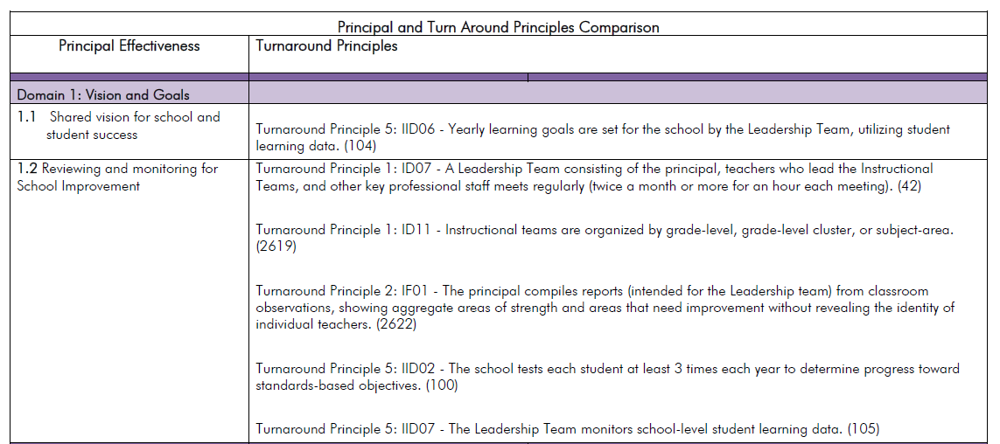 Principal and Turn Around Principles Comparison
Principal Effectiveness
Turnaround Principles
Domain 1: Vision and Goals
1.1 Shared vision for school and
student success
Turnaround Principle 5: IID06 - Yearly learning goals are set for the school by the Leadership Team, utilizing student
learning data. (104)
1.2 Reviewing and monitoring for
School Improvement
Turnaround Principle 1: ID07 - A Leadership Team consisting of the principal, teachers who lead the Instructional
Teams, and other key professional staff meets regularly (twice a month or more for an hour each meeting). (42)
Turnaround Principle 1: ID11 - Instructional teams are organized by grade-level, grade-level cluster, or subject-area.
(2619)
Turnaround Principle 2: IF01 - The principal compiles reports (intended for the Leadership team) from classroom
observations, showing aggregate areas of strength and areas that need improvement without revealing the identity of
individual teachers. (2622)
Turnaround Principle 5: IID02 - The school tests each student at least 3 times each year to determine progress toward
standards-based objectives. (100)
Turnaround Principle 5: IID07 - The Leadership Team monitors school-level student learning data. (105)